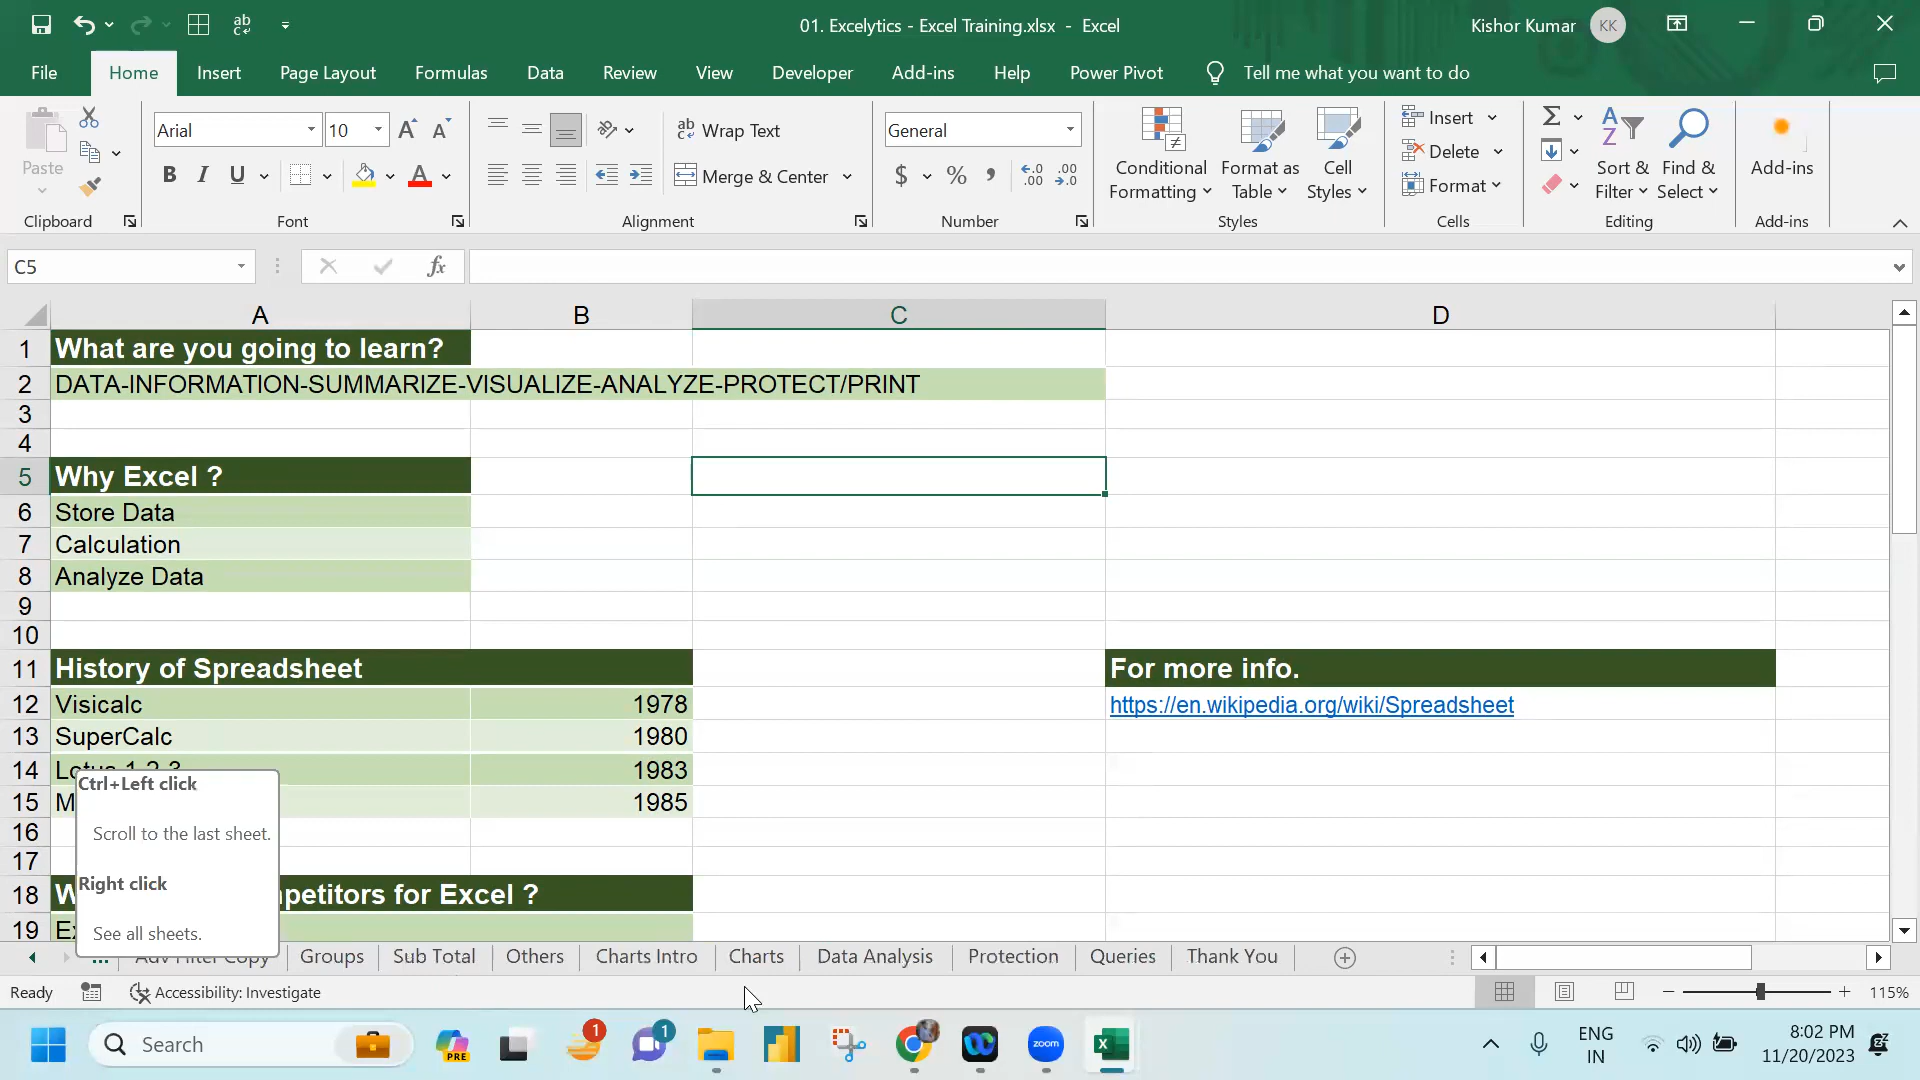 01. Excelytics - Excel Training.xlsx - Excel
Kishor Kumar
KK
File
Home
Insert
Page Layout
Formulas
Data
Review
View
Developer
Add-ins
Help
Power Pivot
Tell me what you want to do
Paste
Clipboard
Arial
10
B I U
Font
Wrap Text
Merge & Center
Alignment
General
$ % ,
Number
Conditional
Formatting
Format as
Table
Cell
Styles
Styles
Insert
Delete
Format
Cells
Sort &
Filter
Find &
Select
Editing
Add-ins
Add-ins
C5
fx
A B C D
1 What are you going to learn?
2 DATA-INFORMATION-SUMMARIZE-VISUALIZE-ANALYZE-PROTECT/PRINT
3
4
5 Why Excel ?
6 Store Data
7 Calculation
8 Analyze Data
9
10
11 History of Spreadsheet For more info.
12 Visicalc 1978 https://en.wikipedia.org/wiki/Spreadsheet
13 SuperCalc 1980
14 1983
15 M 1985
16
17
18 W petitors for Excel ?
19
Ctrl+Left click
Scroll to the last sheet.
Right click
See all sheets.
... Adv Filter Copy Groups Sub Total Others Charts Intro Charts Data Analysis Protection Queries Thank You
Ready
Accessibility: Investigate
115%
Search
PRE
1
1
zoom
ENG
IN
8:02 PM
11/20/2023